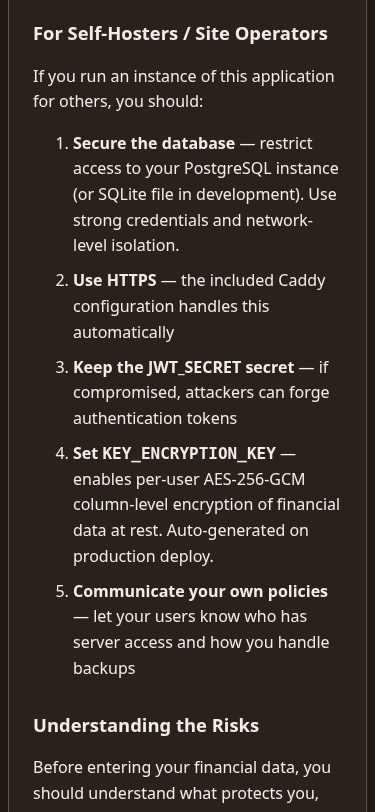 For Self-Hosters / Site Operators
If you run an instance of this application
for others, you should:
1. Secure the database — restrict
access to your PostgreSQL instance
(or SQLite file in development). Use
strong credentials and network-
level isolation.
2. Use HTTPS — the included Caddy
configuration handles this
automatically
3. Keep the JWT_SECRET secret — if
compromised, attackers can forge
authentication tokens
4. Set KEY_ENCRYPTION_KEY —
enables per-user AES-256-GCM
column-level encryption of financial
data at rest. Auto-generated on
production deploy.
5. Communicate your own policies
— let your users know who has
server access and how you handle
backups
Understanding the Risks
Before entering your financial data, you
should understand what protects you,